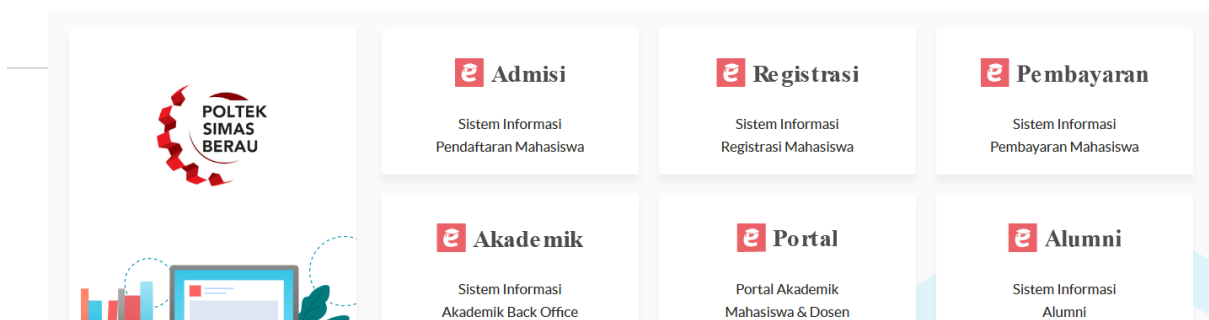 POLTEK
SIMAS
BERAU
Admisi
Sistem Informasi
Pendaftaran Mahasiswa
Registrasi
Sistem Informasi
Registrasi Mahasiswa
Pembayaran
Sistem Informasi
Pembayaran Mahasiswa
Akademik
Sistem Informasi
Akademik Back Office
Portal
Portal Akademik
Mahasiswa & Dosen
Alumni
Sistem Informasi
Alumni